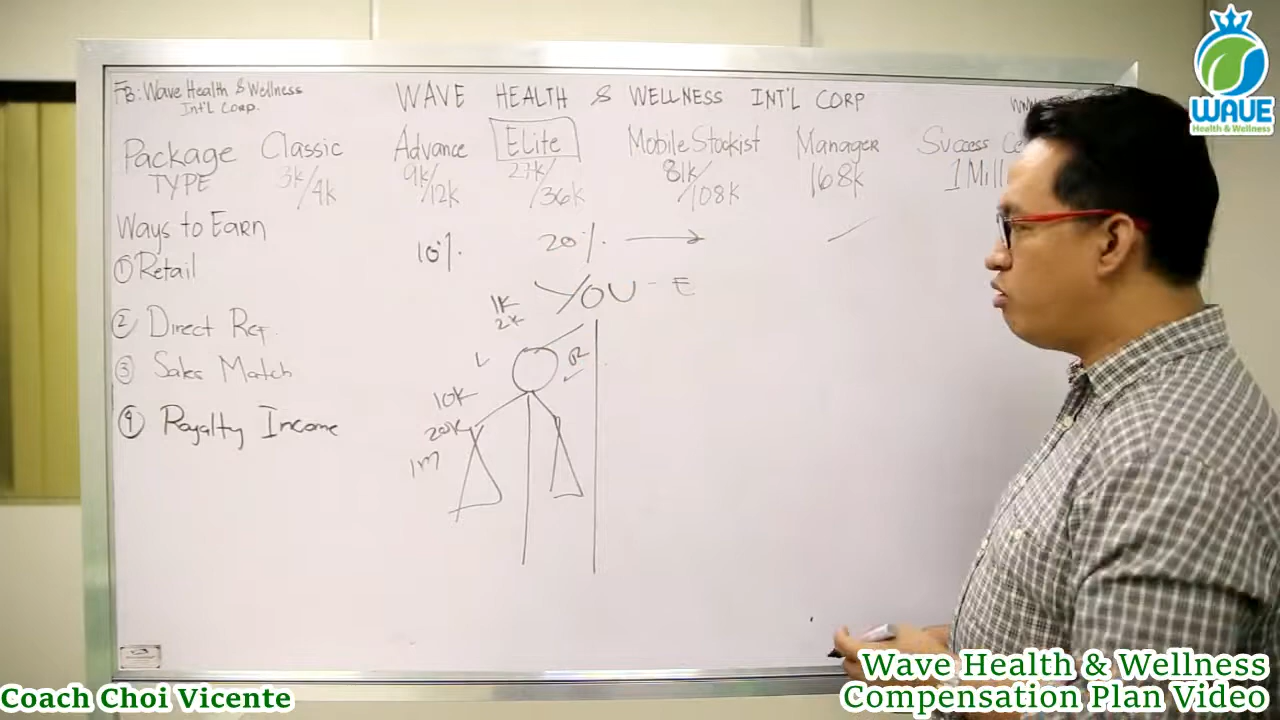 FB: Wave Health & Wellness
Int'l Corp.
WAVE HEALTH & WELLNESS INT'L CORP
WAVE
Health & Wellness
Package TYPE
Classic 3k/4k
Advance 9k/12k
Elite 27k/36k
Mobile Stockist 81k/108k
Manager 168k
Success
1 Mill
Ways to Earn
10%
20%
① Retail
YOU - E
1K
2K
② Direct Ref.
L
R
③ Sales Match
10K
④ Royalty Income
20K
1M
Wave Health & Wellness
Compensation Plan Video
Coach Choi Vicente